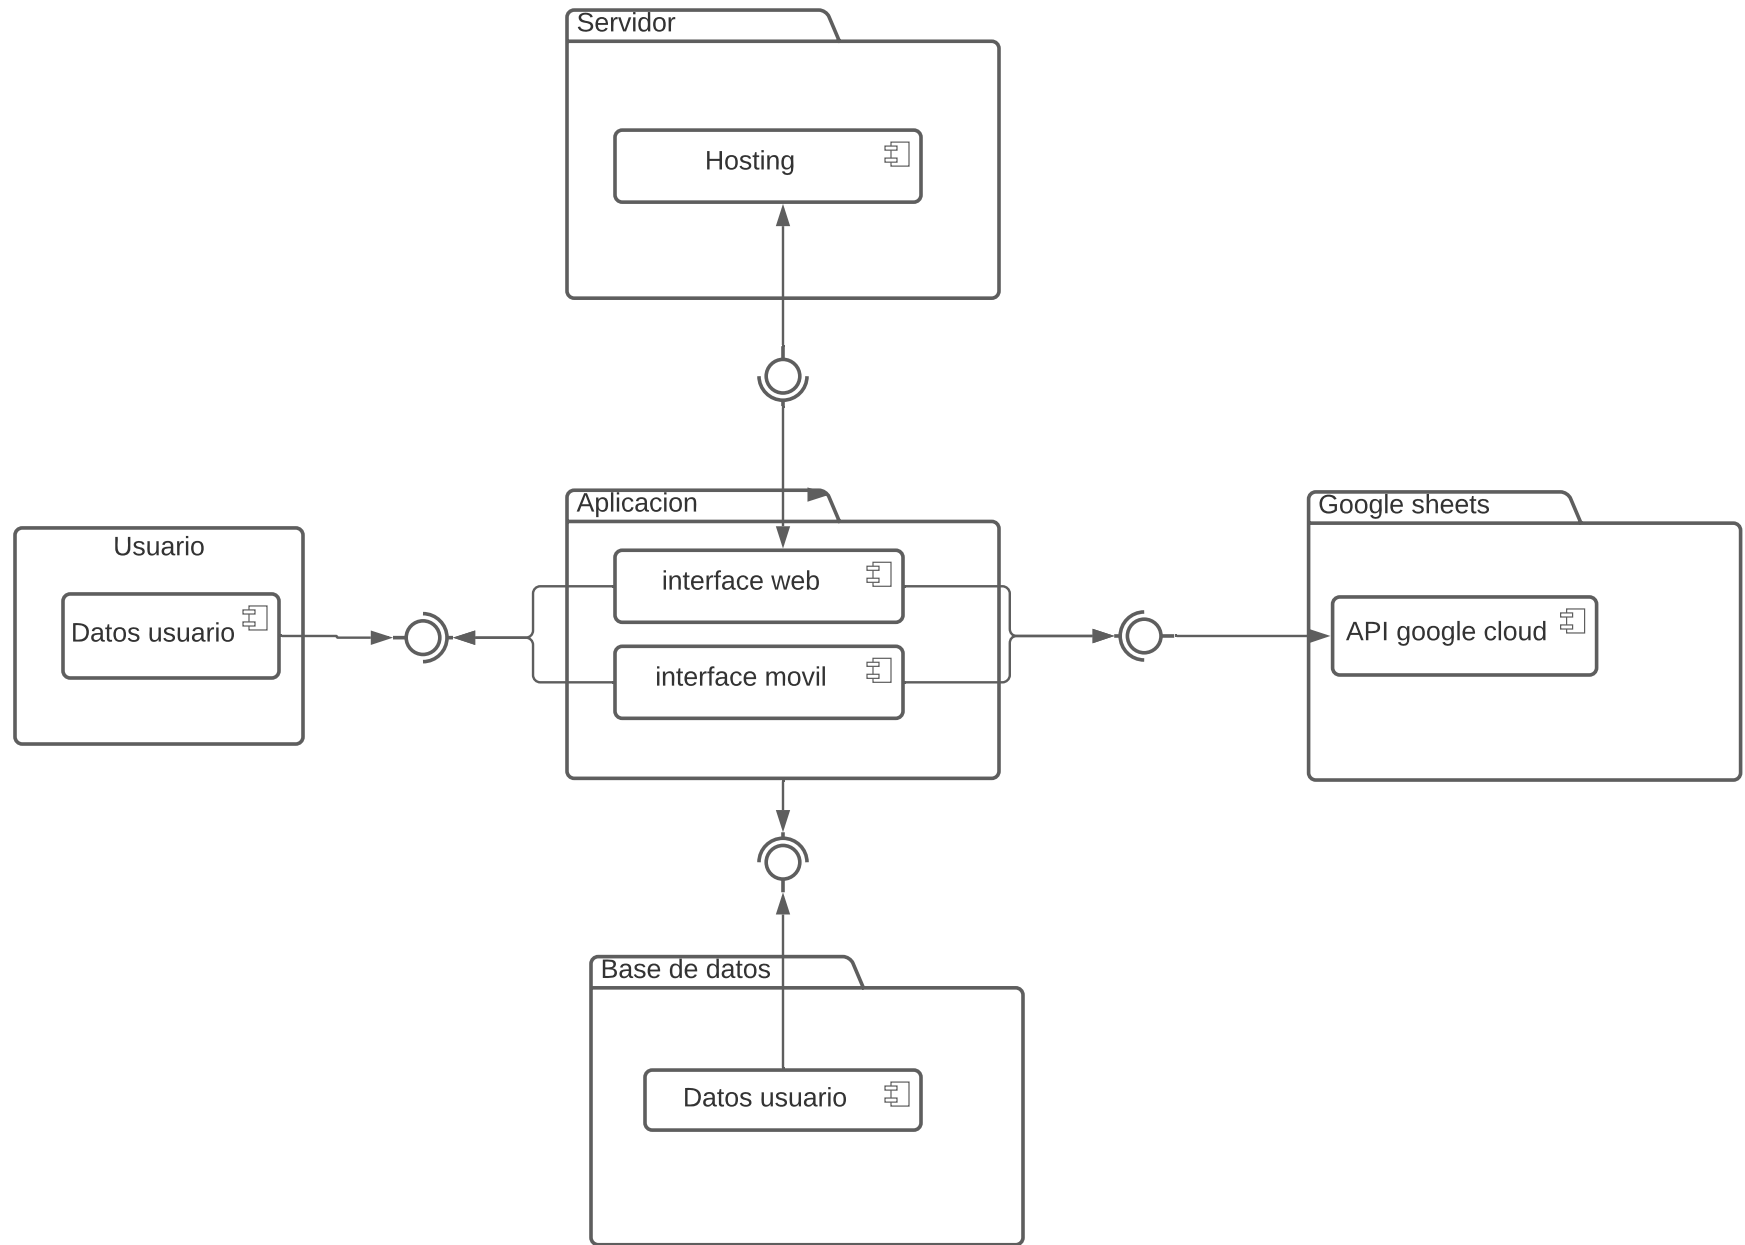 Servidor
Hosting
Aplicacion
interface web
interface movil
Usuario
Datos usuario
Google sheets
API google cloud
Base de datos
Datos usuario